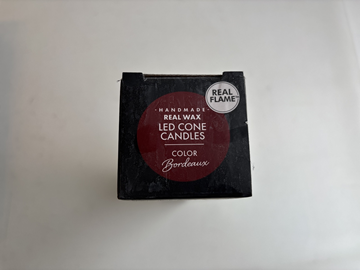 REAL
FLAME
· HANDMADE ·
REAL WAX
LED CONE
CANDLES
COLOR
Bordeaux